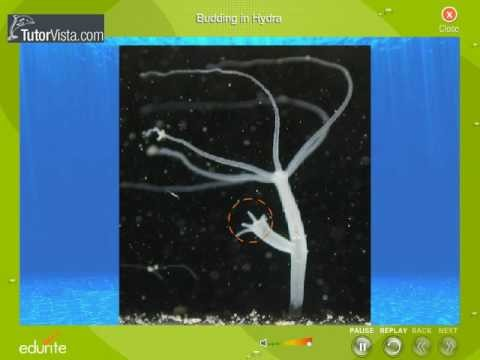 Budding in Hydra
TutorVista.com
Close
PAUSE REPLAY BACK NEXT
edurite